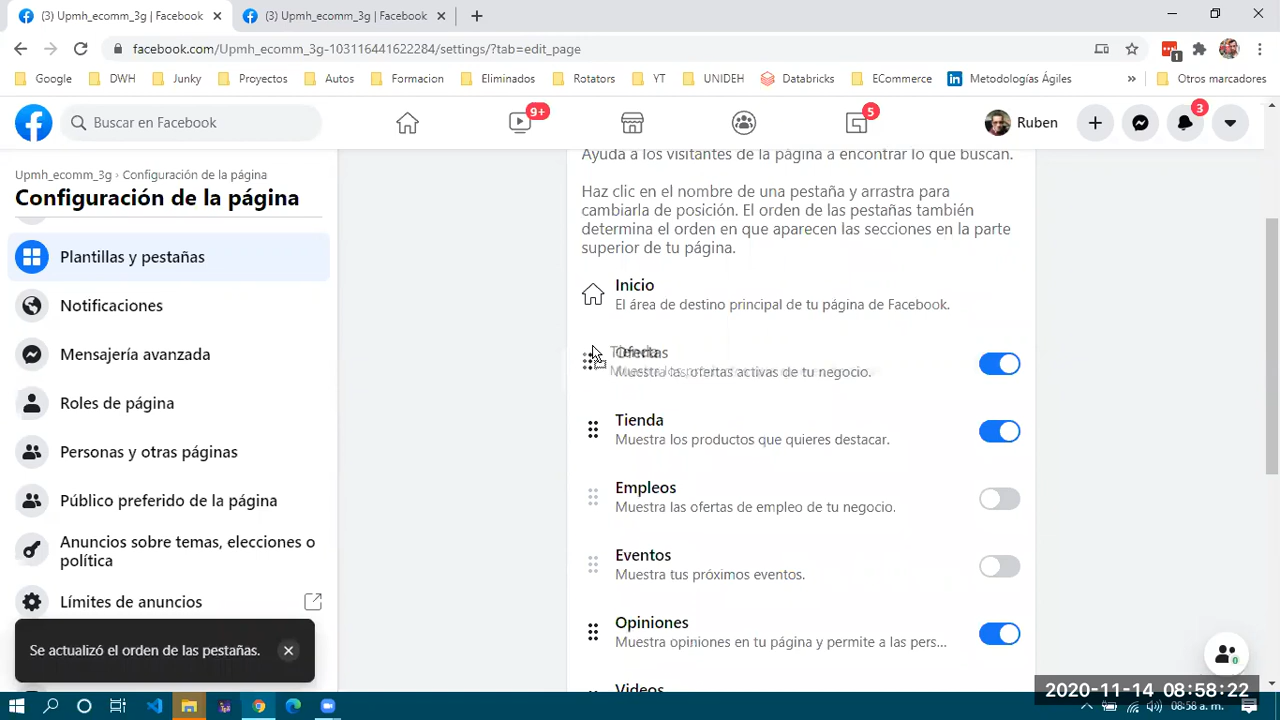 (3) Upmh_ecomm_3g | Facebook
(3) Upmh_ecomm_3g | Facebook
facebook.com/Upmh_ecomm_3g-103116441622284/settings/?tab=edit_page
1
Google
DWH
Junky
Proyectos
Autos
Formacion
Eliminados
Rotators
YT
UNIDEH
Databricks
ECommerce
Metodologías Ágiles
»
Otros marcadores
Buscar en Facebook
9+
5
Ruben
3
Upmh_ecomm_3g › Configuración de la página
Configuración de la página
Plantillas y pestañas
Notificaciones
Mensajería avanzada
Roles de página
Personas y otras páginas
Público preferido de la página
Anuncios sobre temas, elecciones o
política
Límites de anuncios
Se actualizó el orden de las pestañas.
Ayuda a los visitantes de la página a encontrar lo que buscan.
Haz clic en el nombre de una pestaña y arrastra para
cambiarla de posición. El orden de las pestañas también
determina el orden en que aparecen las secciones en la parte
superior de tu página.
Inicio
El área de destino principal de tu página de Facebook.
Ofertas
Muestra las ofertas activas de tu negocio.
Tienda
Muestra los productos que quieres destacar.
Empleos
Muestra las ofertas de empleo de tu negocio.
Eventos
Muestra tus próximos eventos.
Opiniones
Muestra opiniones en tu página y permite a las pers...
Videos
0
2020-11-14 08:58:22
08:58 a. m.